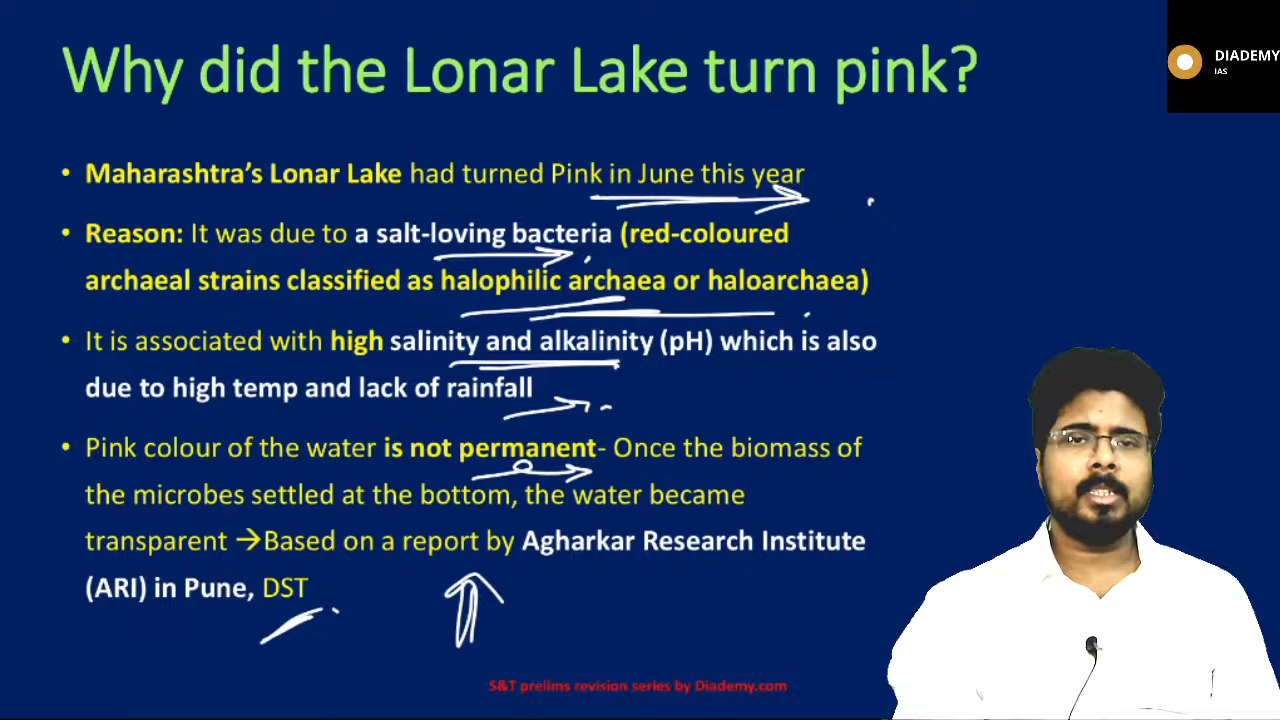 Why did the Lonar Lake turn pink?
DIADEMY
IAS
• Maharashtra's Lonar Lake had turned Pink in June this year
• Reason: It was due to a salt-loving bacteria (red-coloured
archaeal strains classified as halophilic archaea or haloarchaea)
• It is associated with high salinity and alkalinity (pH) which is also
due to high temp and lack of rainfall
• Pink colour of the water is not permanent- Once the biomass of
the microbes settled at the bottom, the water became
transparent →Based on a report by Agharkar Research Institute
(ARI) in Pune, DST
S&T prelims revision series by Diademy.com